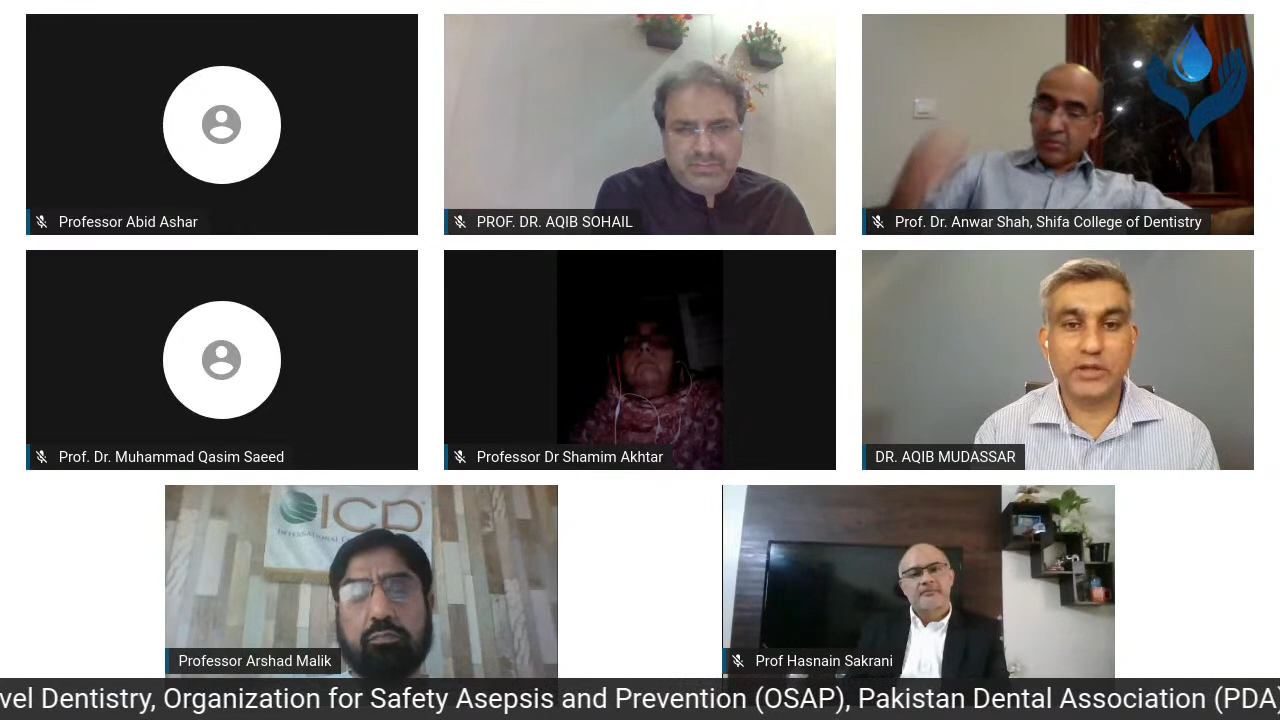 Professor Abid Ashar
PROF. DR. AQIB SOHAIL
Prof. Dr. Anwar Shah, Shifa College of Dentistry
Prof. Dr. Muhammad Qasim Saeed
Professor Dr Shamim Akhtar
DR. AQIB MUDASSAR
ICD
INTERNATIONAL
Professor Arshad Malik
Prof Hasnain Sakrani
vel Dentistry, Organization for Safety Asepsis and Prevention (OSAP), Pakistan Dental Association (PDA)